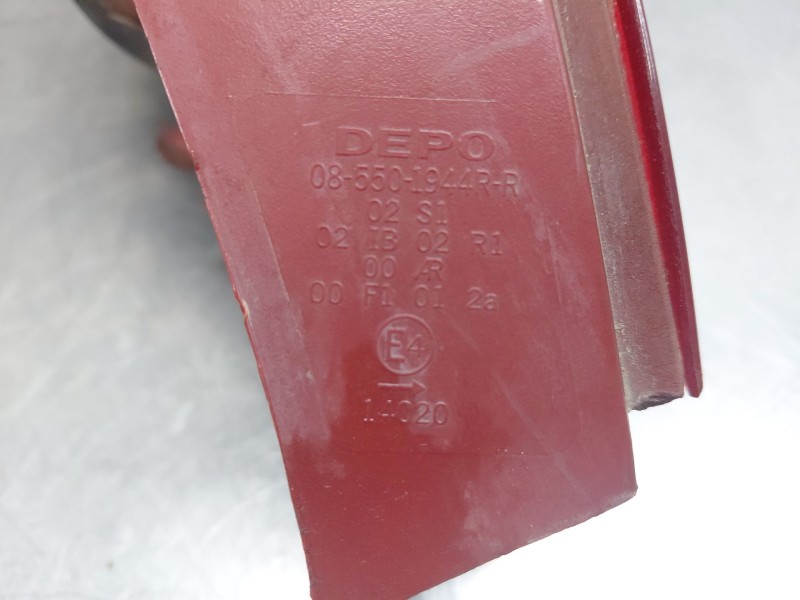 DEPO
08-550-1944R-R
02 S1
02 IB 02 R1
00 AR
00 F1 01 2a
E4
→
14020